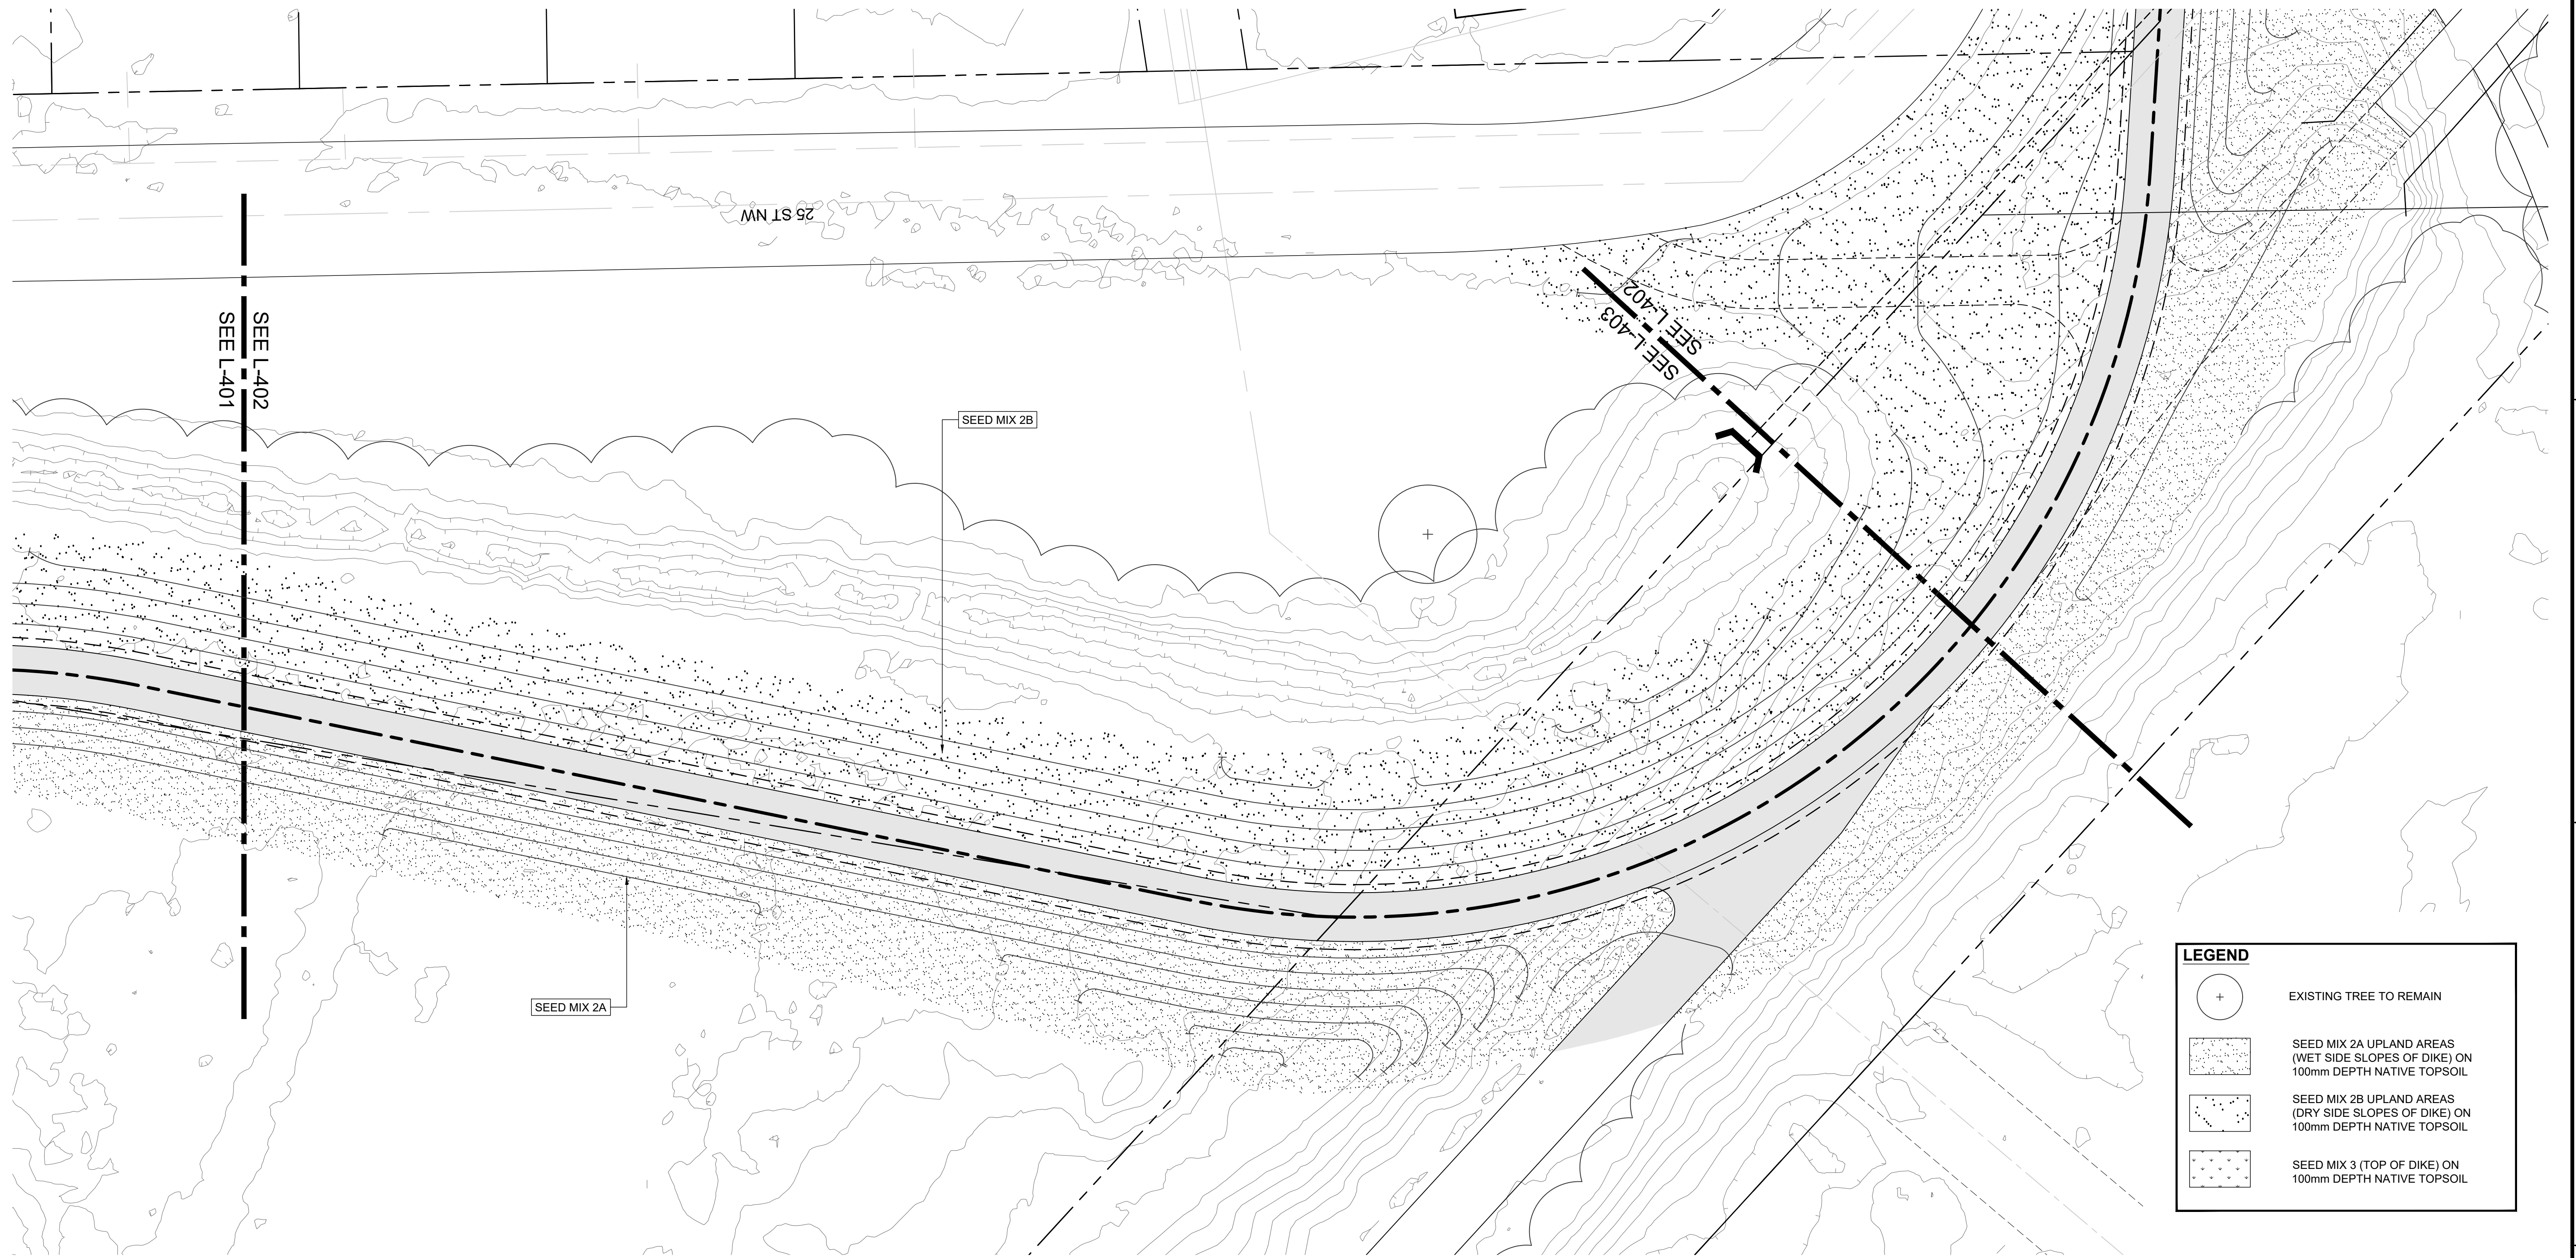 25 ST NW
SEE L-401
SEE L-402
SEE L-402
SEE L-403
SEED MIX 2B
SEED MIX 2A
LEGEND
EXISTING TREE TO REMAIN
SEED MIX 2A UPLAND AREAS
(WET SIDE SLOPES OF DIKE) ON
100mm DEPTH NATIVE TOPSOIL
SEED MIX 2B UPLAND AREAS
(DRY SIDE SLOPES OF DIKE) ON
100mm DEPTH NATIVE TOPSOIL
SEED MIX 3 (TOP OF DIKE) ON
100mm DEPTH NATIVE TOPSOIL